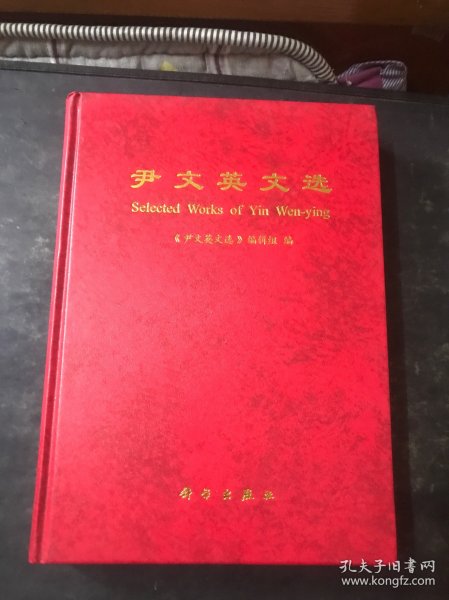 尹文英文选
Selected Works of Yin Wen-ying
《尹文英文选》编辑组 编
科学出版社
孔夫子旧书网
www.kongfz.com